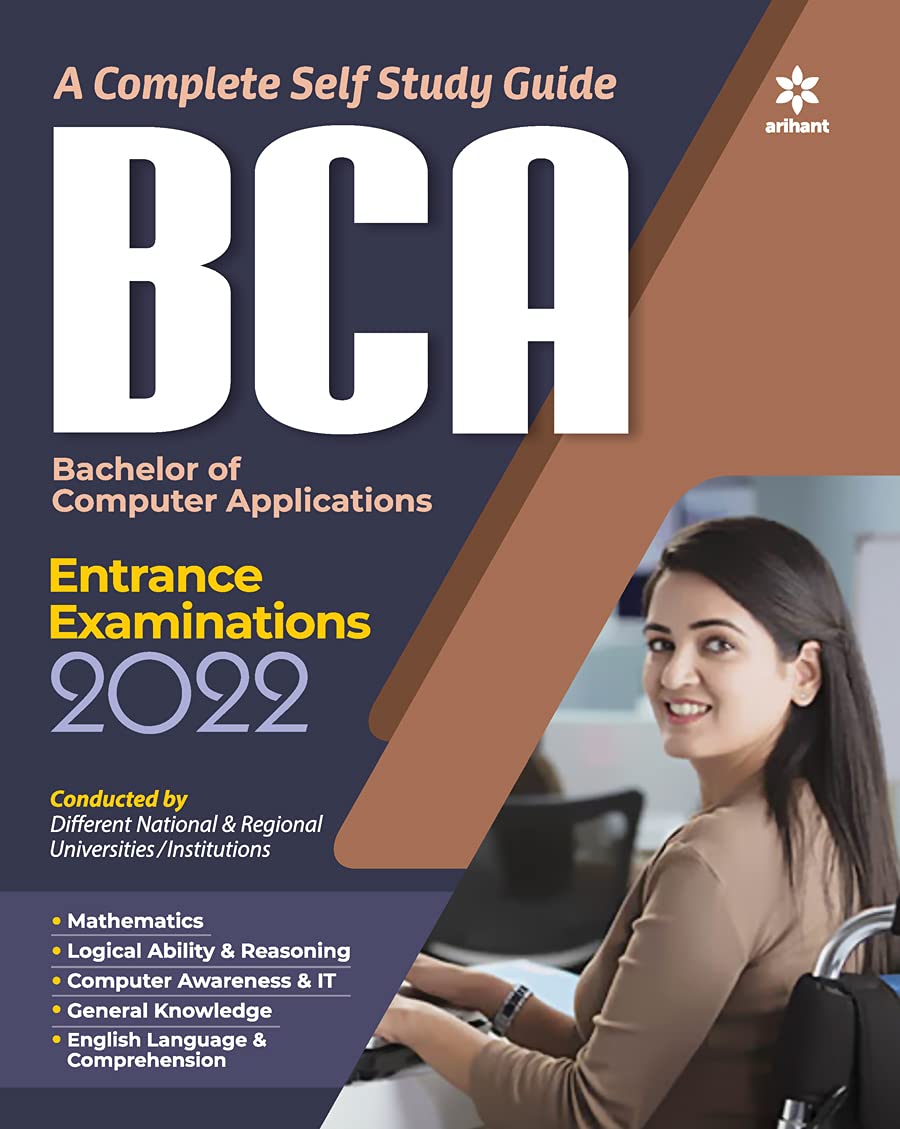 A Complete Self Study Guide
arihant
BCA
Bachelor of
Computer Applications
Entrance
Examinations
2022
Conducted by
Different National & Regional
Universities/Institutions
• Mathematics
• Logical Ability & Reasoning
• Computer Awareness & IT
• General Knowledge
• English Language &
Comprehension